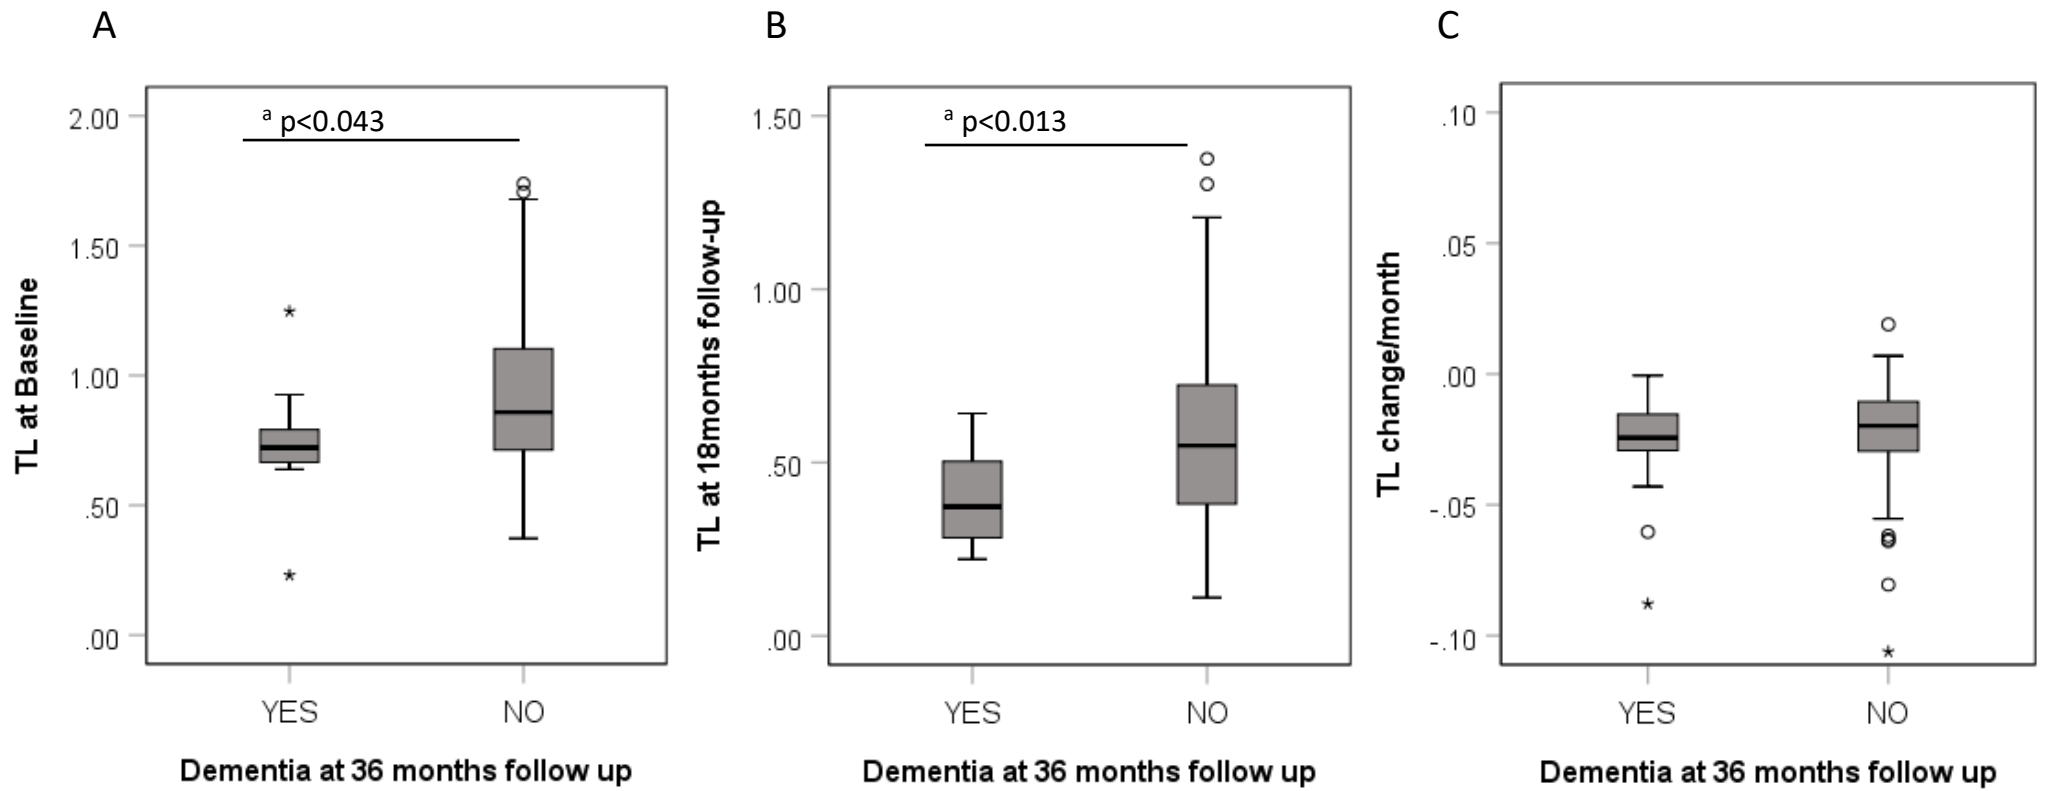 A
TL at Baseline
2.00
1.50
1.00
.50
.00
ᵃ p<0.043
YES NO
Dementia at 36 months follow up
B
TL at 18months follow-up
1.50
1.00
.50
.00
ᵃ p<0.013
YES NO
Dementia at 36 months follow up
C
TL change/month
.10
.05
.00
-.05
-.10
YES NO
Dementia at 36 months follow up